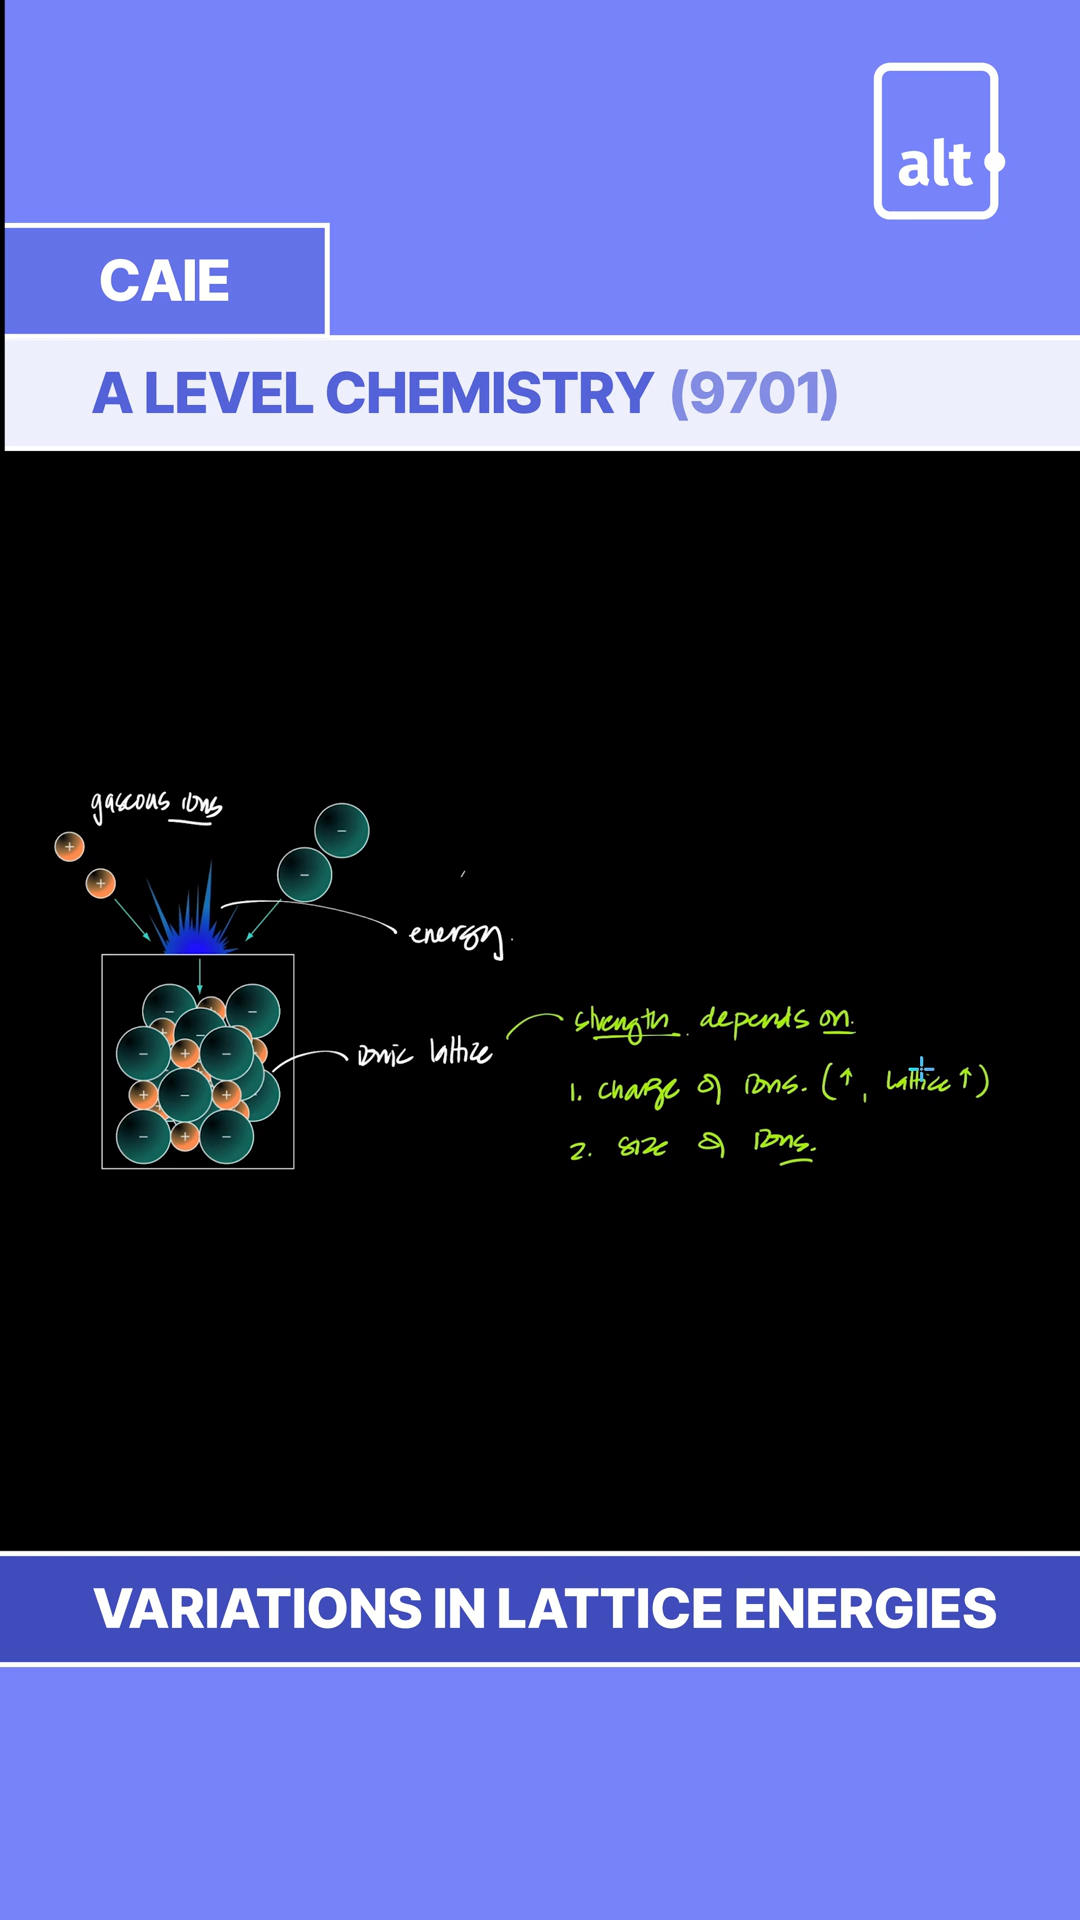 alt
CAIE
A LEVEL CHEMISTRY (9701)
gaseous ions
energy.
ionic lattice
strength depends on.
1. charge of ions. (↑, lattice ↑)
2. size of ions.
VARIATIONS IN LATTICE ENERGIES